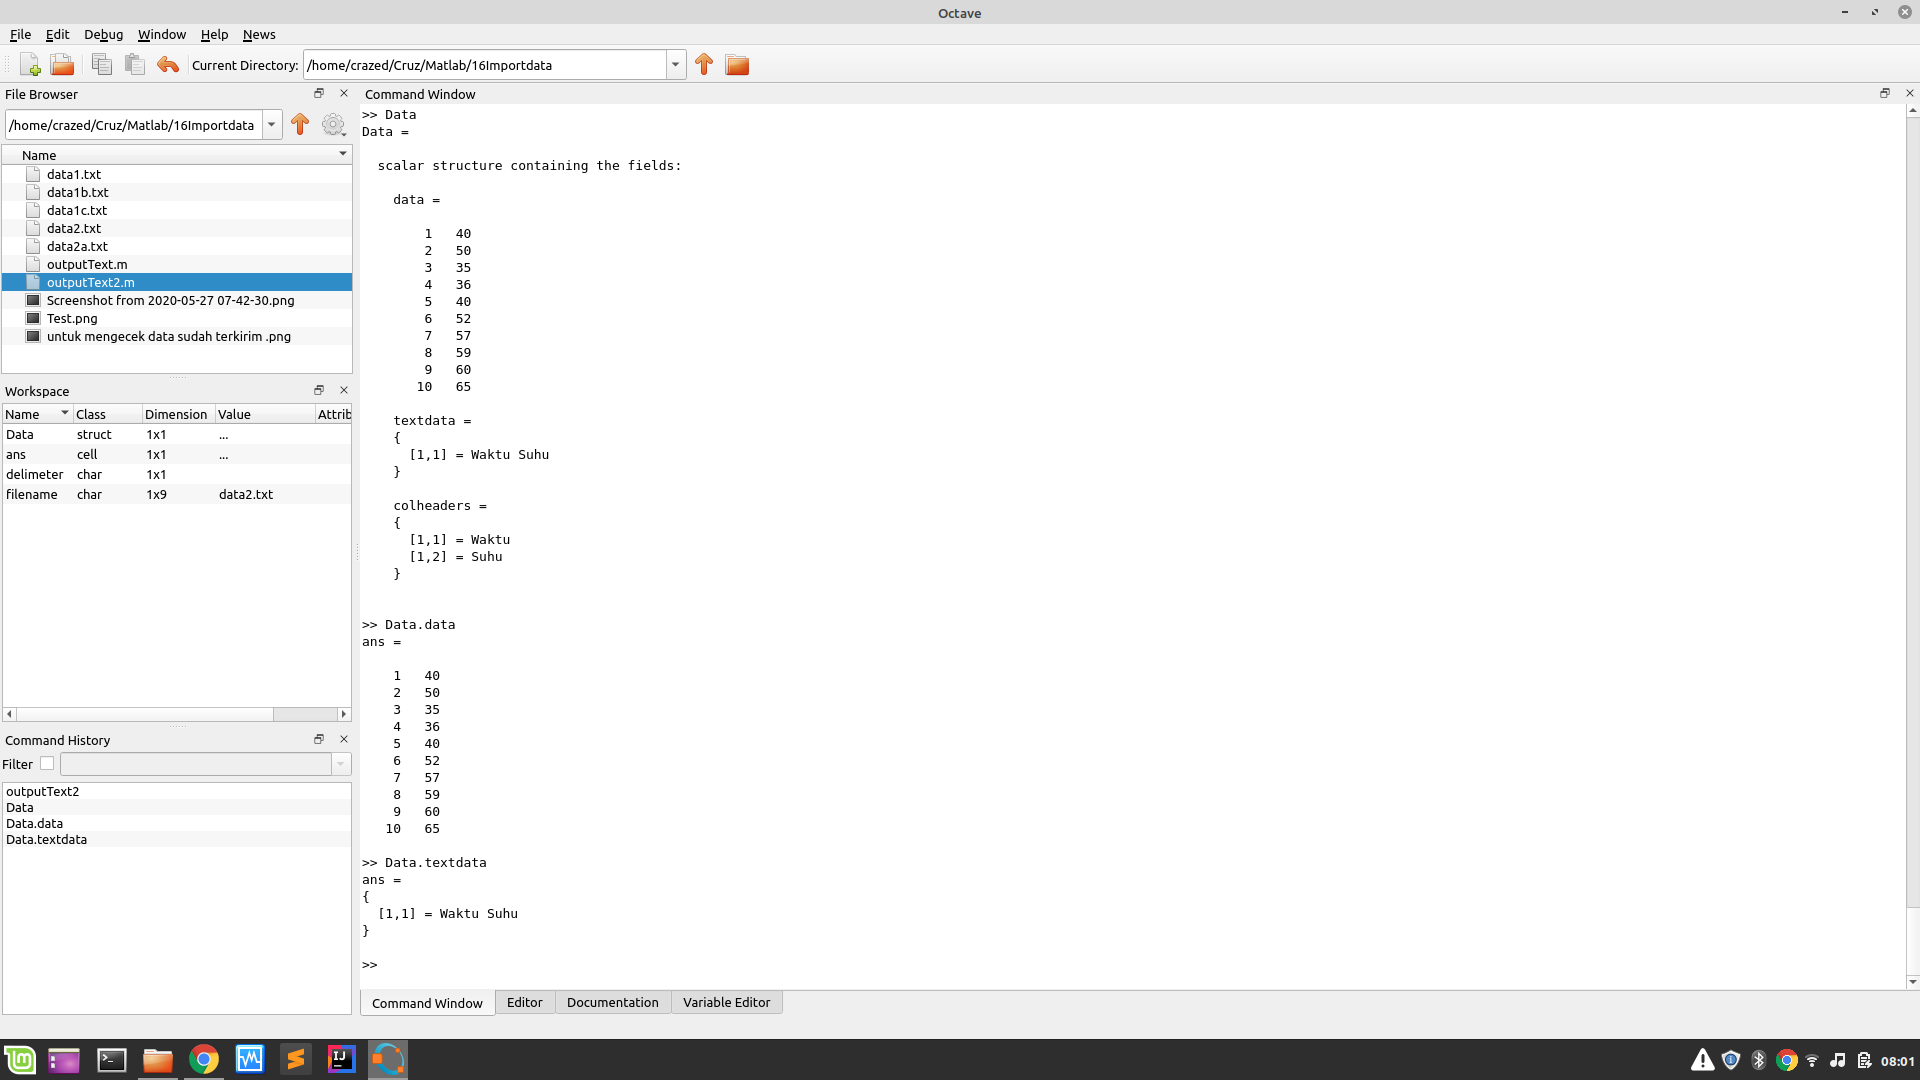 Octave
File Edit Debug Window Help News
Current Directory: /home/crazed/Cruz/Matlab/16Importdata
File Browser
/home/crazed/Cruz/Matlab/16Importdata
Name
data1.txt
data1b.txt
data1c.txt
data2.txt
data2a.txt
outputText.m
outputText2.m
Screenshot from 2020-05-27 07-42-30.png
Test.png
untuk mengecek data sudah terkirim .png
Workspace
Name Class Dimension Value Attrib
Data struct 1x1 ...
ans cell 1x1 ...
delimeter char 1x1
filename char 1x9 data2.txt
Command History
Filter
outputText2
Data
Data.data
Data.textdata
Command Window
>> Data
Data =
scalar structure containing the fields:
data =
1 40
2 50
3 35
4 36
5 40
6 52
7 57
8 59
9 60
10 65
textdata =
{
[1,1] = Waktu Suhu
}
colheaders =
{
[1,1] = Waktu
[1,2] = Suhu
}
>> Data.data
ans =
1 40
2 50
3 35
4 36
5 40
6 52
7 57
8 59
9 60
10 65
>> Data.textdata
ans =
{
[1,1] = Waktu Suhu
}
>>
Command Window Editor Documentation Variable Editor
IJ
08:01